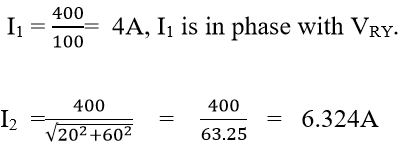 I₁ = 400/100 = 4A, I₁ is in phase with V_RY.
I₂ = 400/√(20²+60²) = 400/63.25 = 6.324A